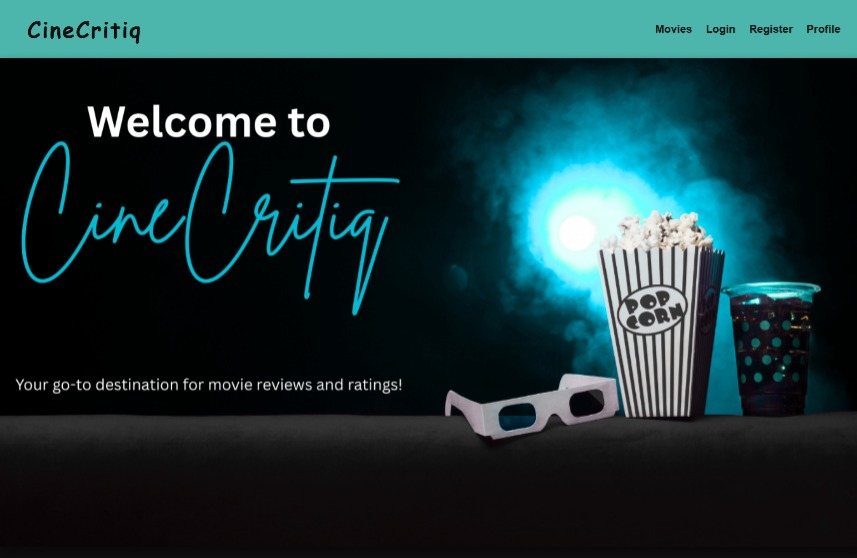 CineCritiq
Movies Login Register Profile
Welcome to
CineCritiq
POP
CORN
Your go-to destination for movie reviews and ratings!